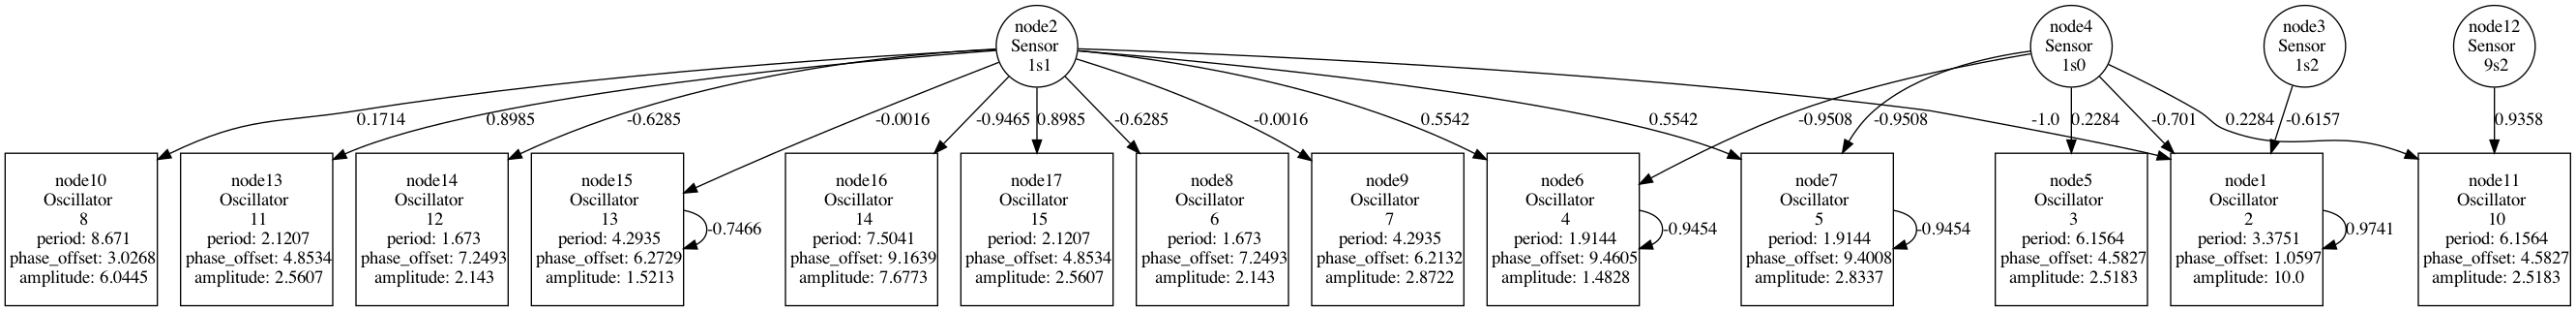 node2
Sensor
1s1
node4
Sensor
1s0
node3
Sensor
1s2
node12
Sensor
9s2
0.1714
0.8985
-0.6285
-0.0016
-0.9465
0.8985
-0.6285
-0.0016
0.5542
0.5542
-0.9508
-0.9508
-1.0
0.2284
-0.701
0.2284
-0.6157
0.9358
node10
Oscillator
8
period: 8.671
phase_offset: 3.0268
amplitude: 6.0445
node13
Oscillator
11
period: 2.1207
phase_offset: 4.8534
amplitude: 2.5607
node14
Oscillator
12
period: 1.673
phase_offset: 7.2493
amplitude: 2.143
node15
Oscillator
13
period: 4.2935
phase_offset: 6.2729
amplitude: 1.5213
-0.7466
node16
Oscillator
14
period: 7.5041
phase_offset: 9.1639
amplitude: 7.6773
node17
Oscillator
15
period: 2.1207
phase_offset: 4.8534
amplitude: 2.5607
node8
Oscillator
6
period: 1.673
phase_offset: 7.2493
amplitude: 2.143
node9
Oscillator
7
period: 4.2935
phase_offset: 6.2132
amplitude: 2.8722
node6
Oscillator
4
period: 1.9144
phase_offset: 9.4605
amplitude: 1.4828
-0.9454
node7
Oscillator
5
period: 1.9144
phase_offset: 9.4008
amplitude: 2.8337
-0.9454
node5
Oscillator
3
period: 6.1564
phase_offset: 4.5827
amplitude: 2.5183
node1
Oscillator
2
period: 3.3751
phase_offset: 1.0597
amplitude: 10.0
0.9741
node11
Oscillator
10
period: 6.1564
phase_offset: 4.5827
amplitude: 2.5183